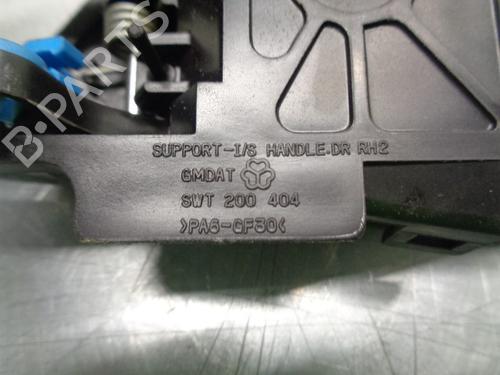 SUPPORT-I/S HANDLE.DR RH2
GMDAT
SWT 200 404
>PA6-GF30<
B-PARTS